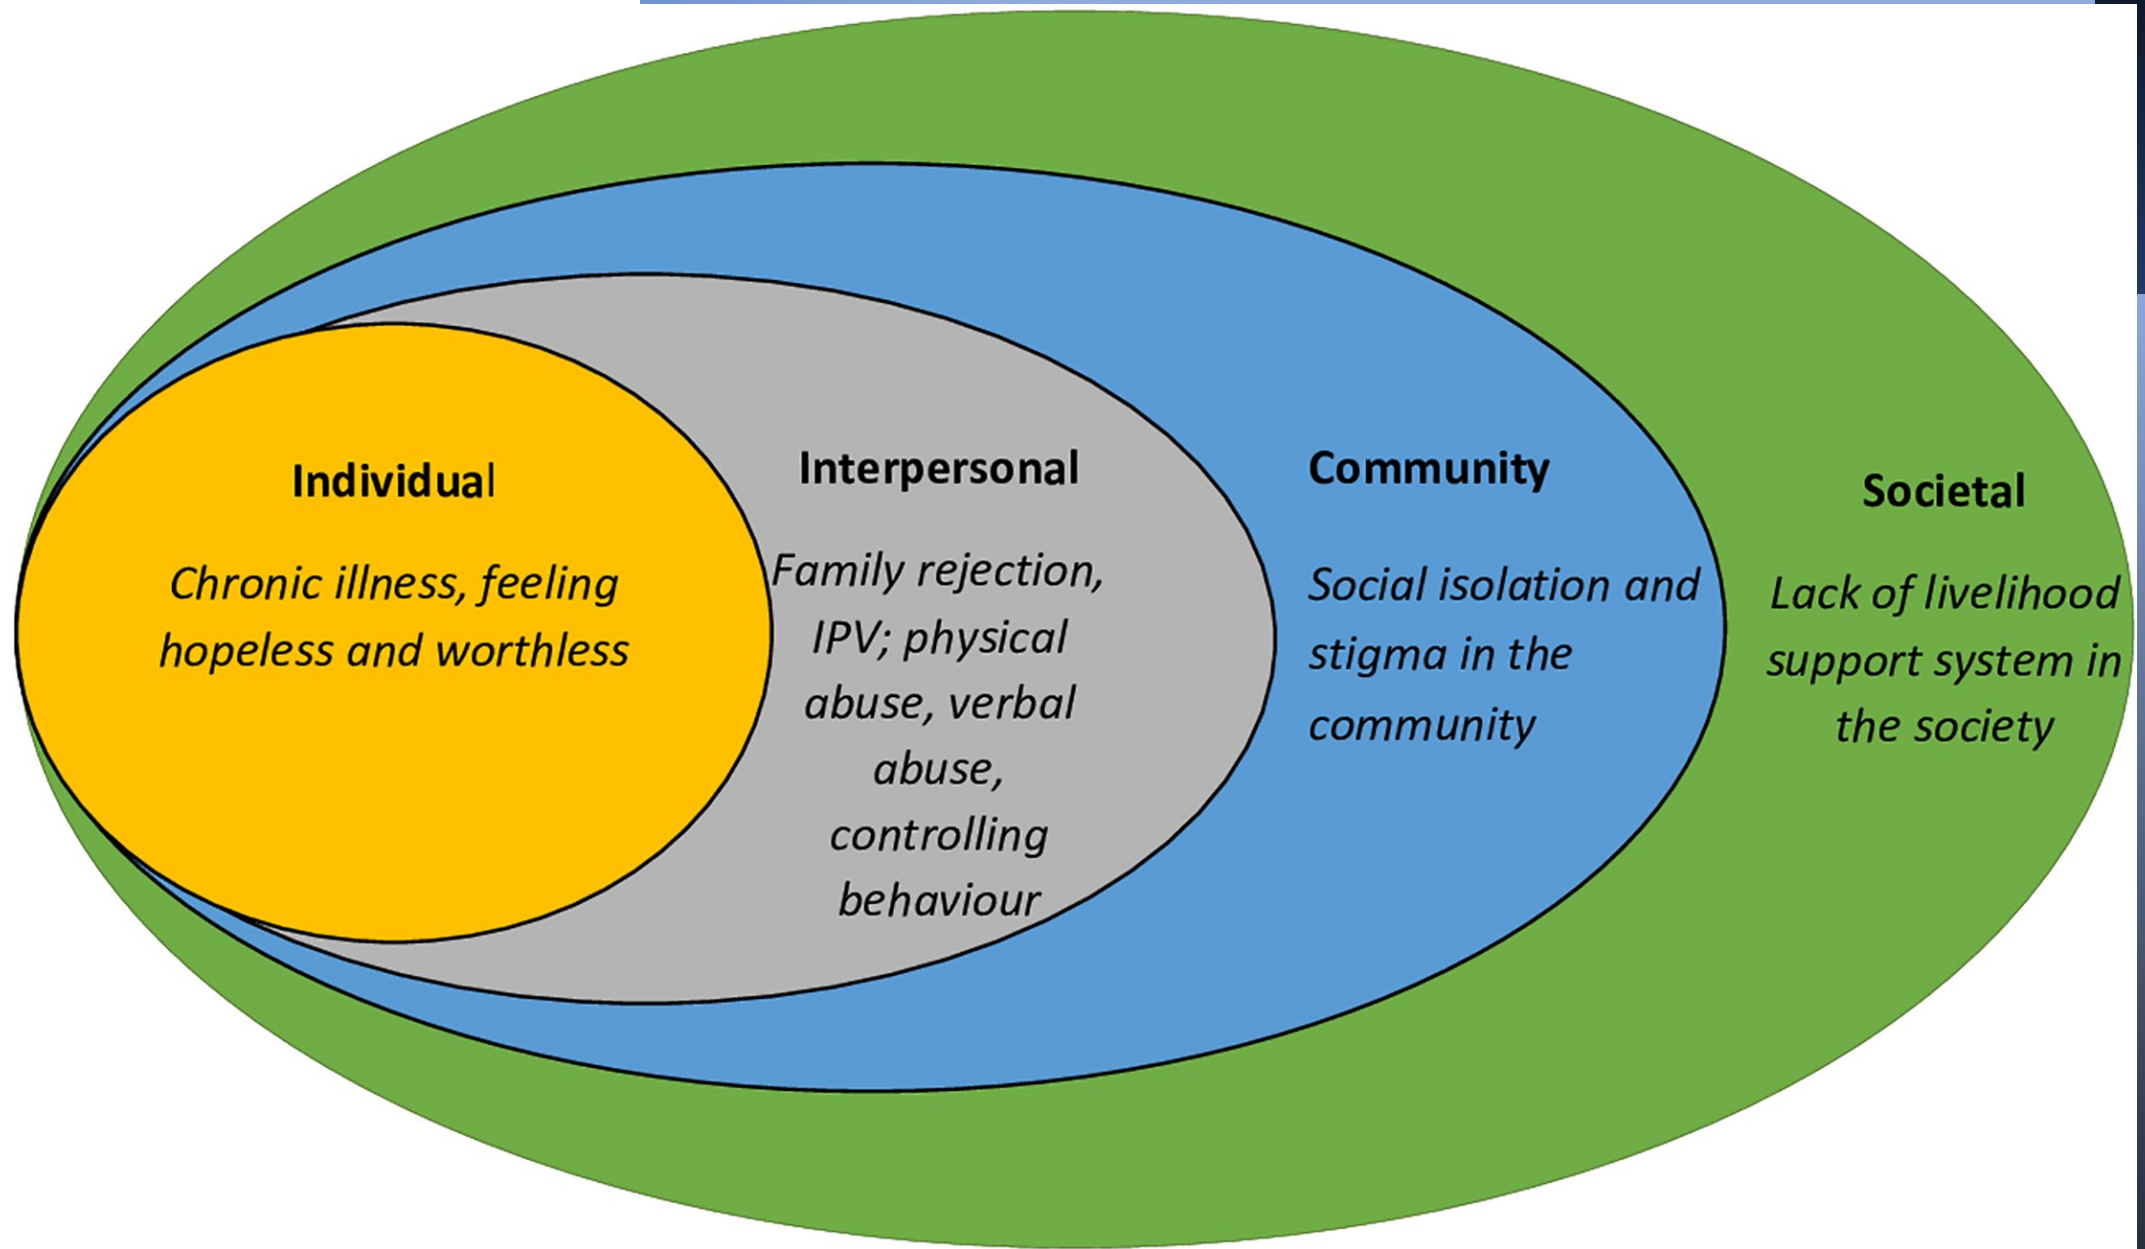 Individual
Chronic illness, feeling
hopeless and worthless
Interpersonal
Family rejection,
IPV; physical
abuse, verbal
abuse,
controlling
behaviour
Community
Social isolation and
stigma in the
community
Societal
Lack of livelihood
support system in
the society